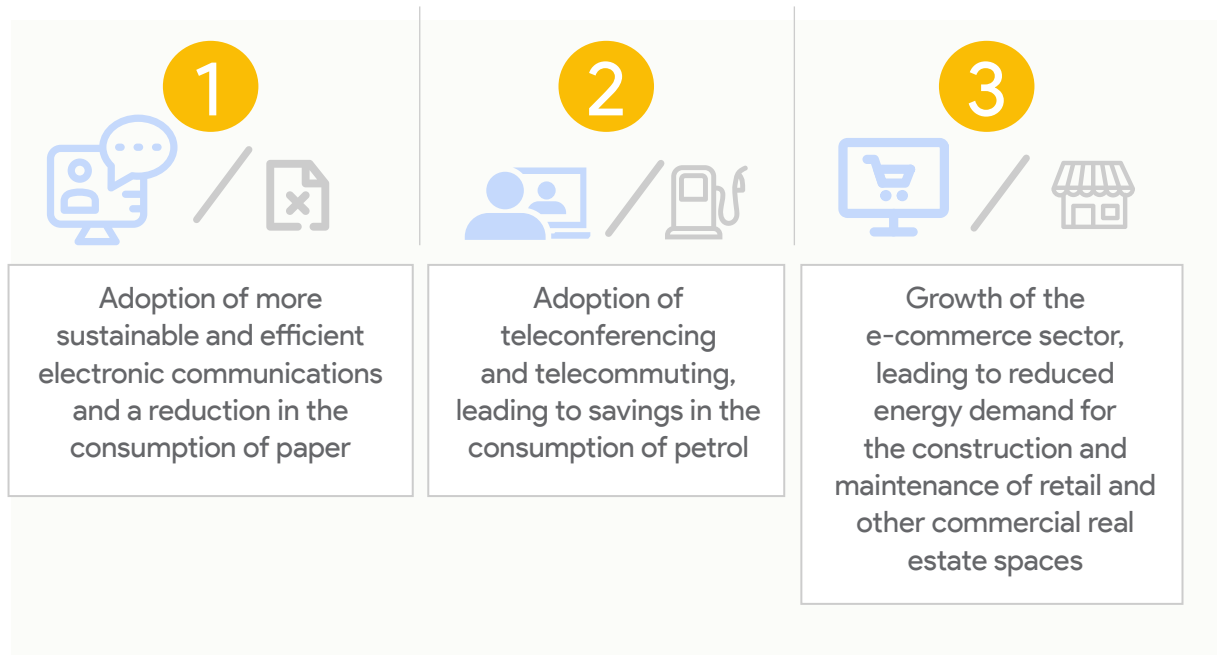 1
Adoption of more
sustainable and efficient
electronic communications
and a reduction in the
consumption of paper
2
Adoption of
teleconferencing
and telecommuting,
leading to savings in the
consumption of petrol
3
Growth of the
e-commerce sector,
leading to reduced
energy demand for
the construction and
maintenance of retail and
other commercial real
estate spaces